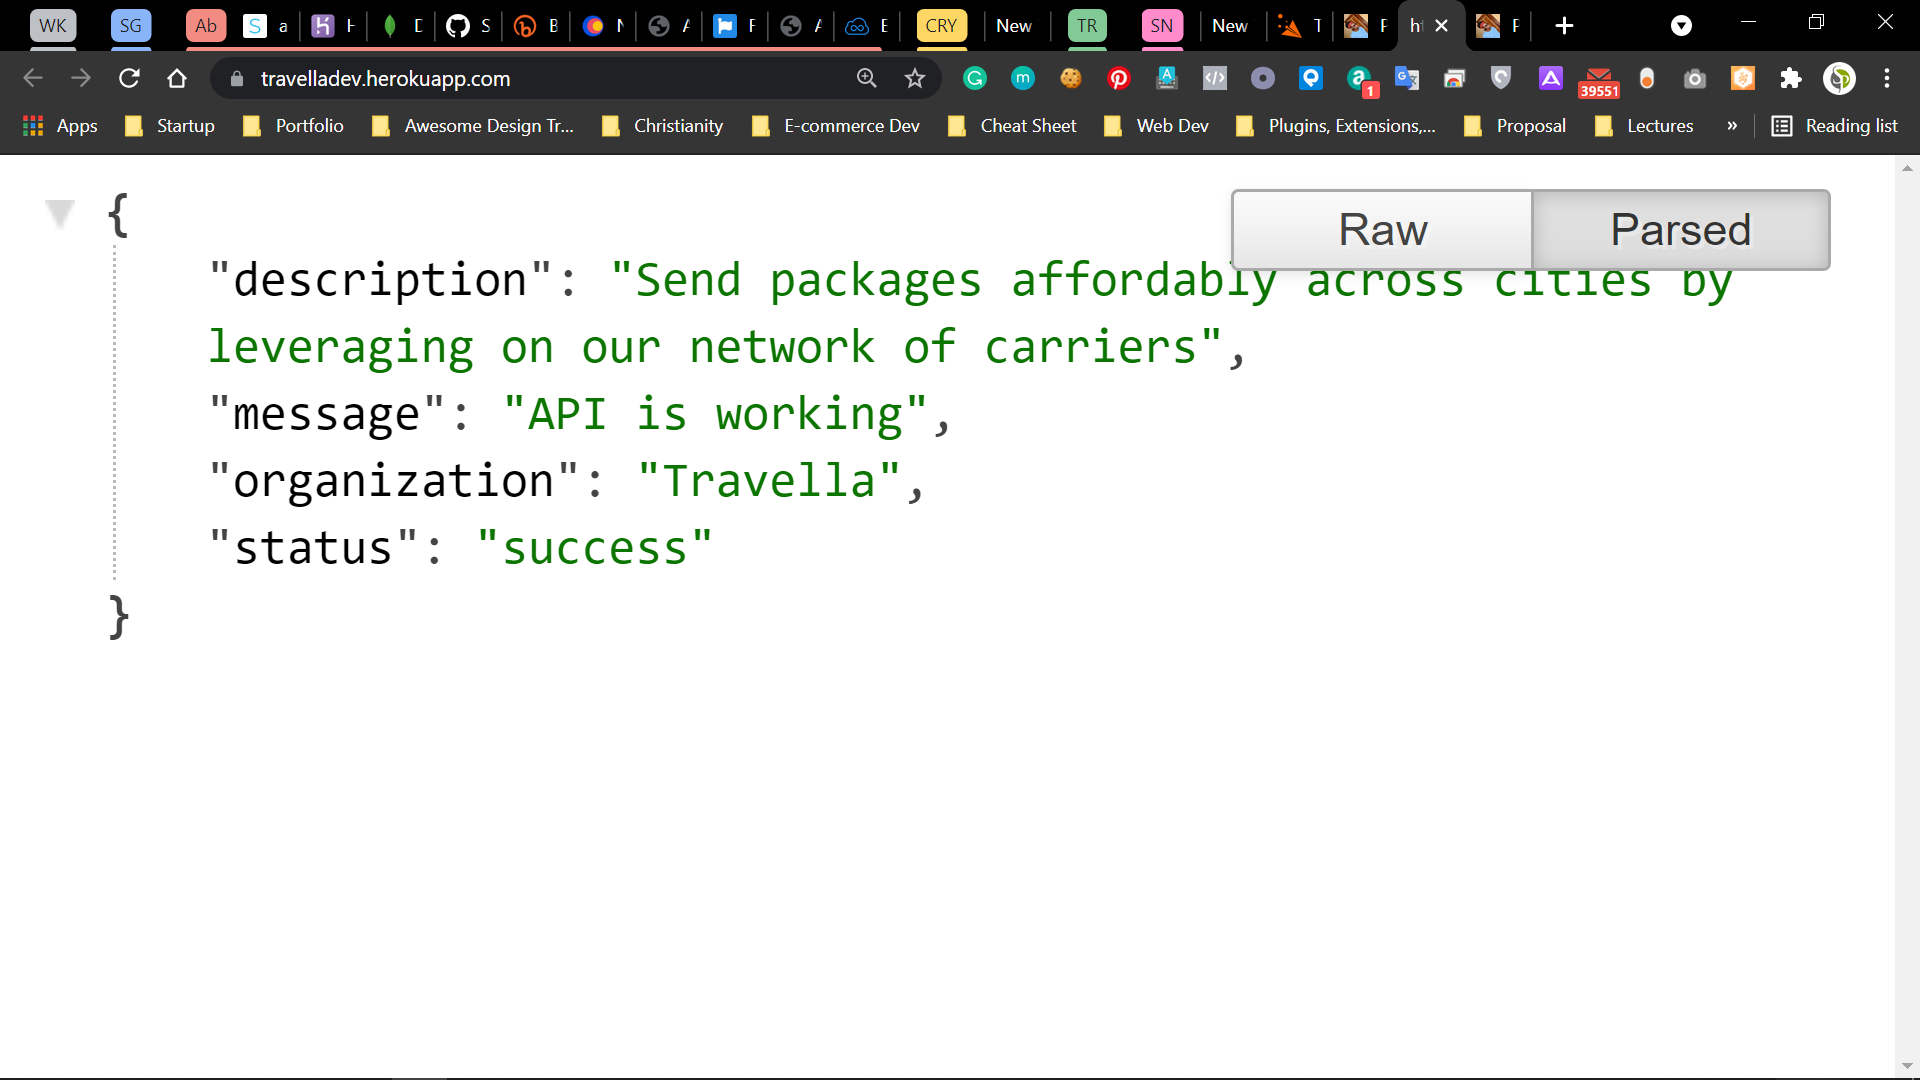 WK SG Ab a H D S B N A F A E CRY New TR SN New T F h F
travelladev.herokuapp.com
1 39551
Apps Startup Portfolio Awesome Design Tr... Christianity E-commerce Dev Cheat Sheet Web Dev Plugins, Extensions,... Proposal Lectures » Reading list
{
Raw Parsed
"description": "Send packages affordably across cities by
leveraging on our network of carriers",
"message": "API is working",
"organization": "Travella",
"status": "success"
}